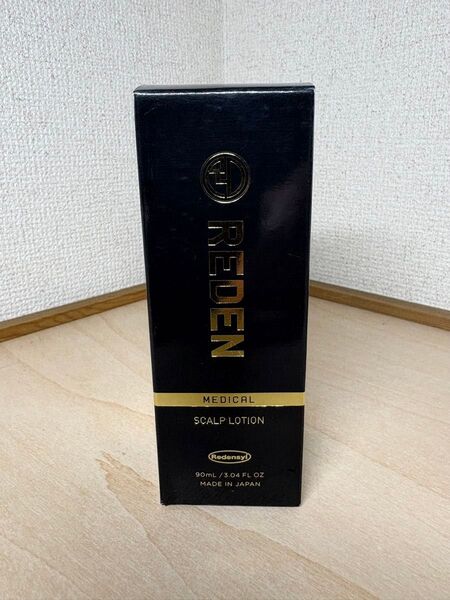 REDEN
MEDICAL
SCALP LOTION
Redensyl
90mL / 3.04 FL OZ
MADE IN JAPAN